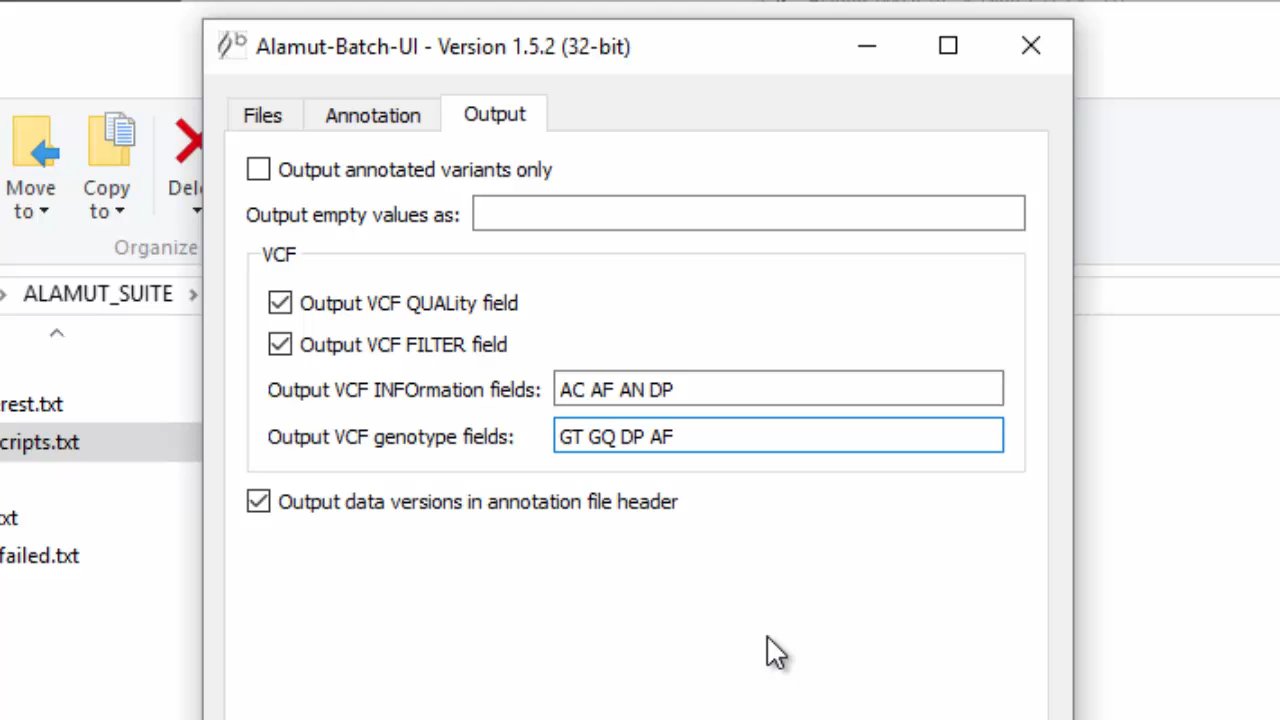 Alamut-Batch-UI - Version 1.5.2 (32-bit)
Files
Annotation
Output
Output annotated variants only
Output empty values as:
VCF
Output VCF QUALity field
Output VCF FILTER field
Output VCF INFOrmation fields: AC AF AN DP
Output VCF genotype fields: GT GQ DP AF
Output data versions in annotation file header
Move
to
Copy
to
Organize
ALAMUT_SUITE
rest.txt
cripts.txt
xt
failed.txt